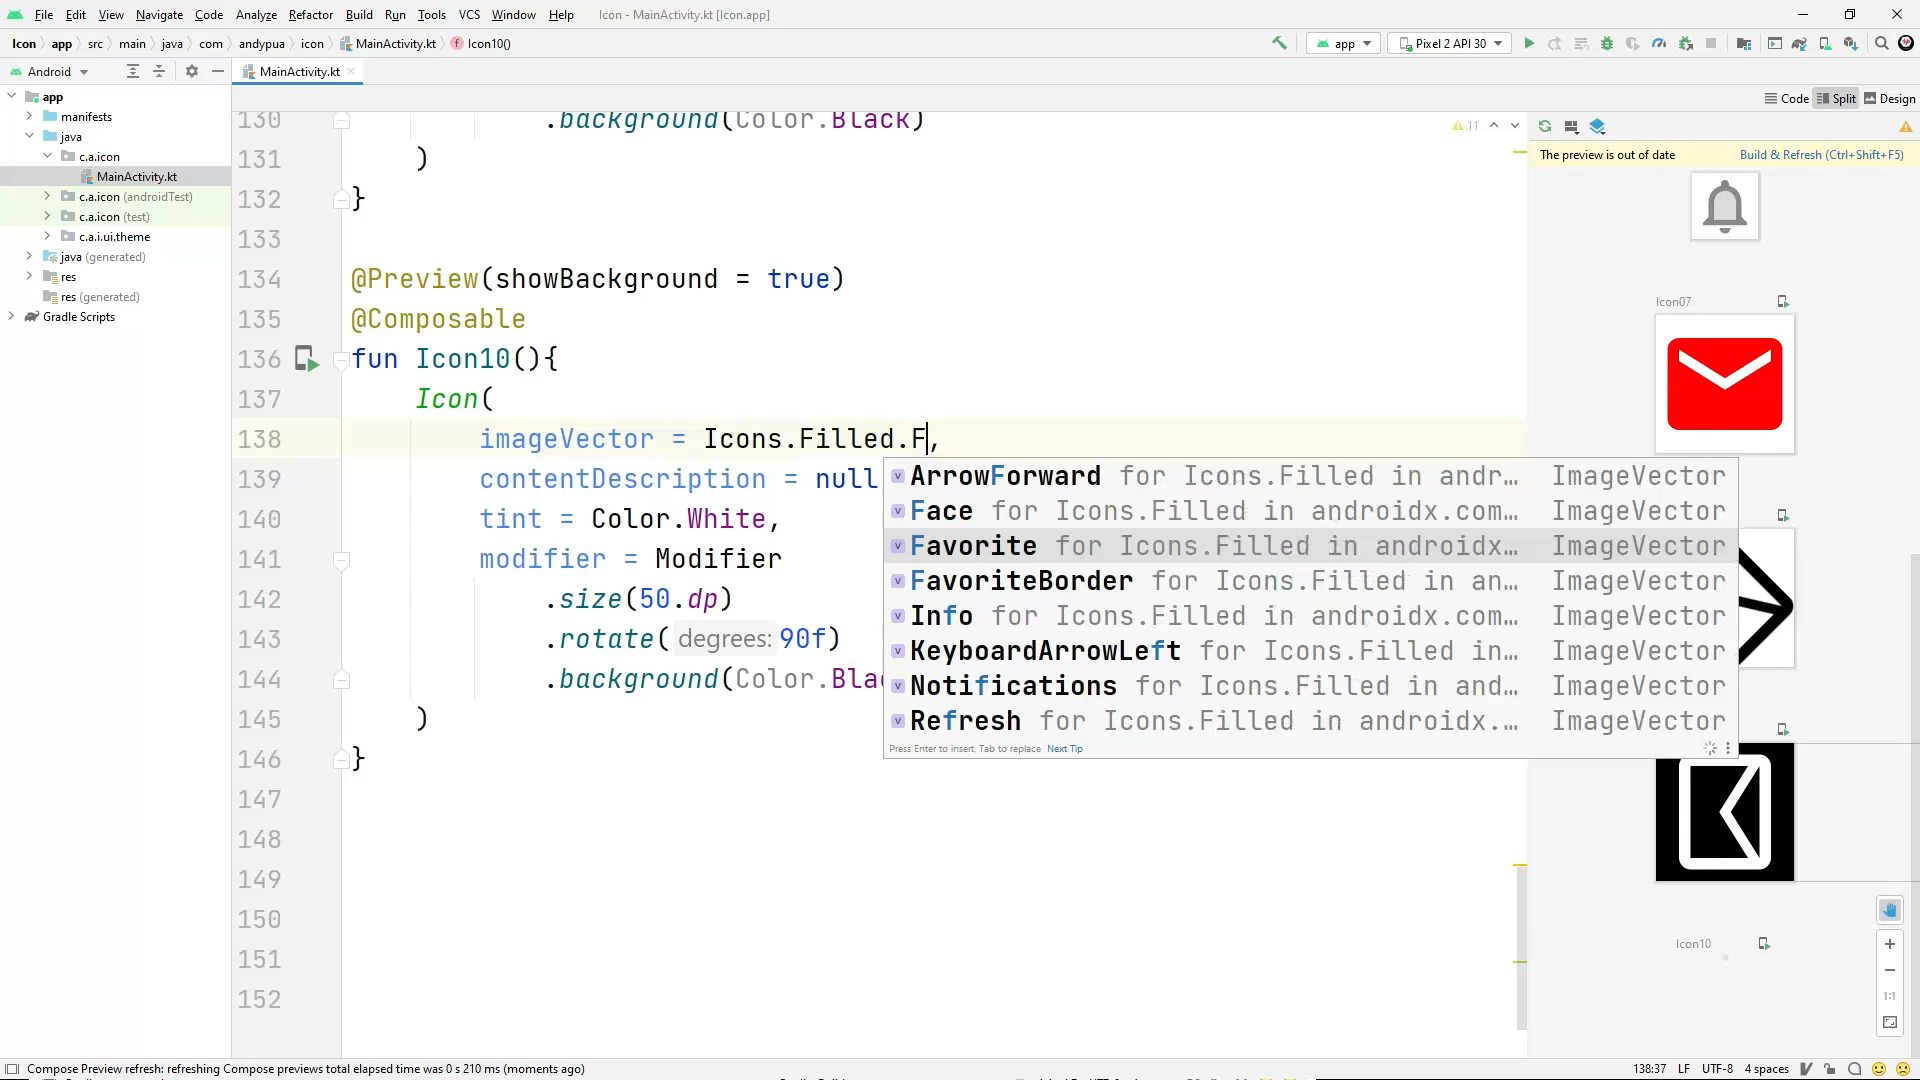 File Edit View Navigate Code Analyze Refactor Build Run Tools VCS Window Help Icon - MainActivity.kt [Icon.app]
Icon app src main java com andypua icon MainActivity.kt Icon10() app Pixel 2 API 30
Android MainActivity.kt
Code Split Design
app
manifests
java
c.a.icon
MainActivity.kt
c.a.icon (androidTest)
c.a.icon (test)
c.a.i.ui.theme
java (generated)
res
res (generated)
Gradle Scripts
11
130 .background(Color.Black)
131 )
132 }
133
134 @Preview(showBackground = true)
135 @Composable
136 fun Icon10(){
137 Icon(
138 imageVector = Icons.Filled.F,
139 contentDescription = null
140 tint = Color.White,
141 modifier = Modifier
142 .size(50.dp)
143 .rotate( degrees: 90f)
144 .background(Color.Bla
145 )
146 }
147
148
149
150
151
152
ArrowForward for Icons.Filled in andr... ImageVector
Face for Icons.Filled in androidx.com... ImageVector
Favorite for Icons.Filled in androidx... ImageVector
FavoriteBorder for Icons.Filled in an... ImageVector
Info for Icons.Filled in androidx.com... ImageVector
KeyboardArrowLeft for Icons.Filled in... ImageVector
Notifications for Icons.Filled in and... ImageVector
Refresh for Icons.Filled in androidx.... ImageVector
Press Enter to insert, Tab to replace Next Tip
The preview is out of date Build & Refresh (Ctrl+Shift+F5)
Icon07
Icon10
1:1
Compose Preview refresh: refreshing Compose previews total elapsed time was 0 s 210 ms (moments ago) 138:37 LF UTF-8 4 spaces